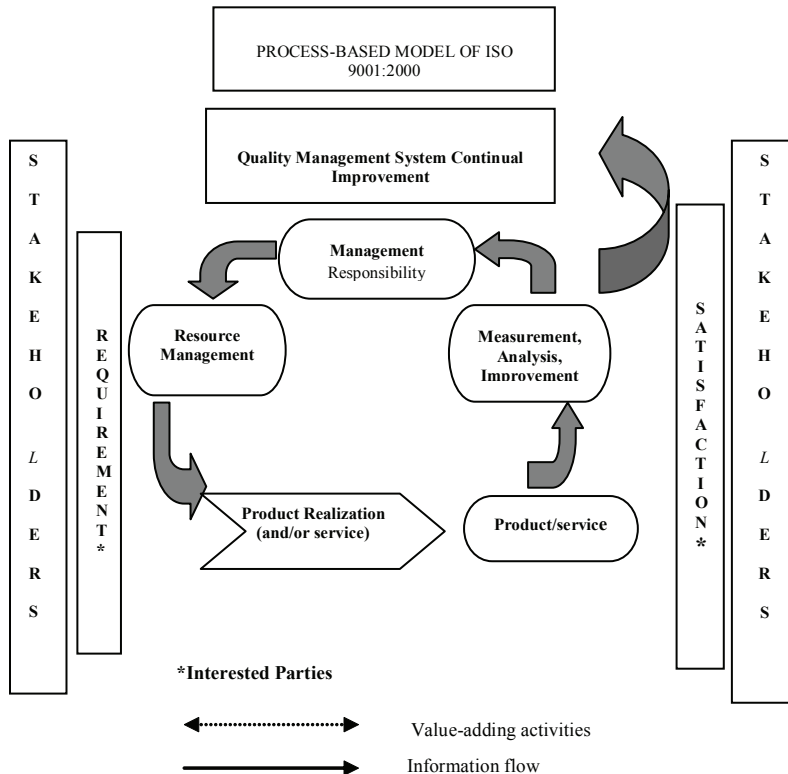 PROCESS-BASED MODEL OF ISO
9001:2000
Quality Management System Continual
Improvement
S
T
A
K
E
H O
L
D
E
R
S
R
E
Q
U
I
R
E
M
E
N
T
*
Management
Responsibility
Resource
Management
Measurement,
Analysis,
Improvement
Product Realization
(and/or service)
Product/service
S
A
T
I
S
F
A
C
T
I
O
N
*
S
T
A
K
E
H O
L
D
E
R
S
*Interested Parties
Value-adding activities
Information flow